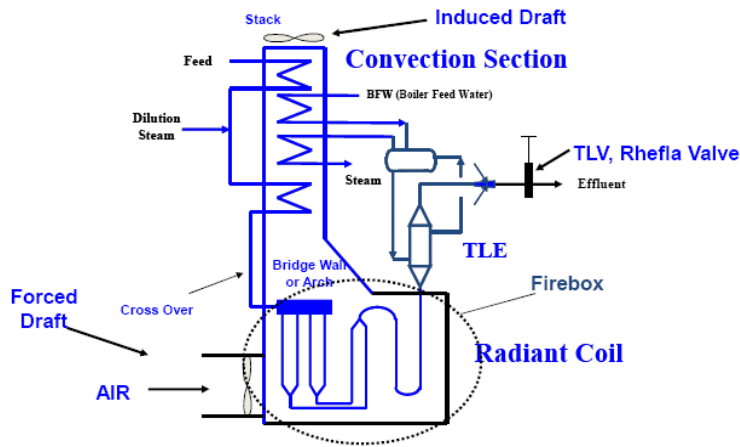 Stack
Induced Draft
Convection Section
Feed
BFW (Boiler Feed Water)
Dilution
Steam
Steam
TLV, Rhefla Valve
Effluent
TLE
Bridge Wall
or Arch
Firebox
Cross Over
Forced
Draft
Radiant Coil
AIR